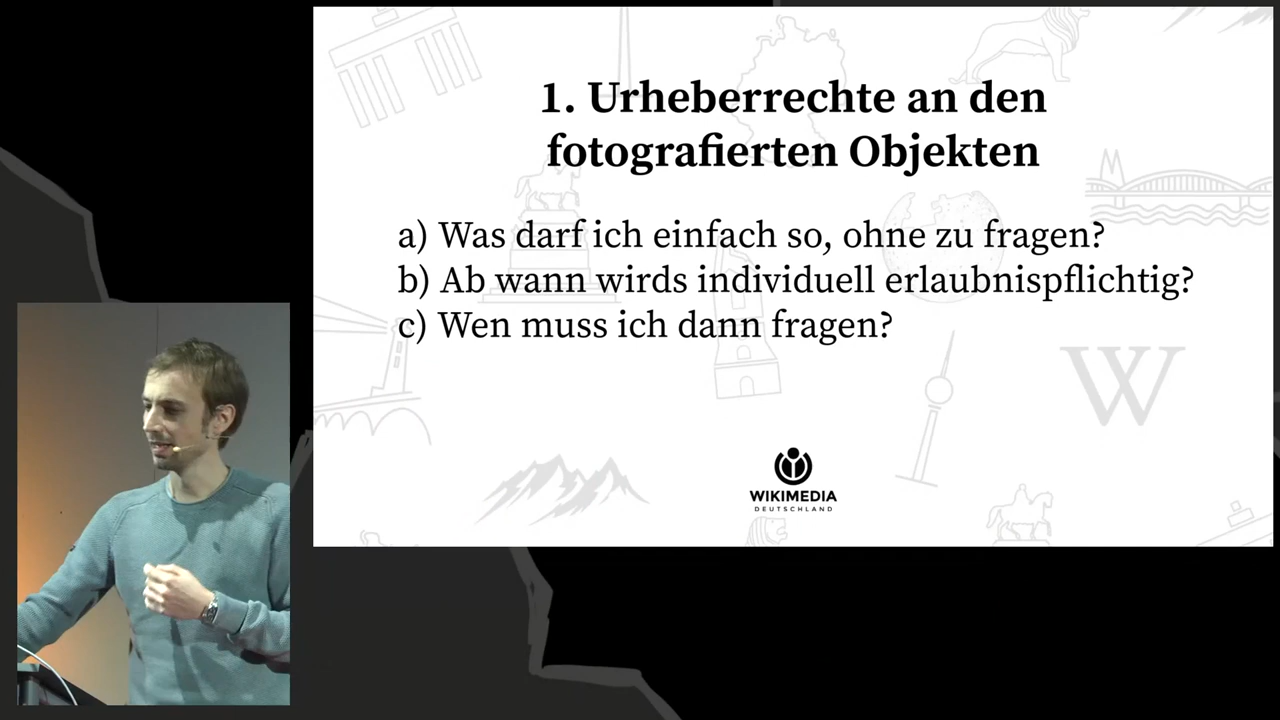 1. Urheberrechte an den
fotografierten Objekten
a) Was darf ich einfach so, ohne zu fragen?
b) Ab wann wirds individuell erlaubnispflichtig?
c) Wen muss ich dann fragen?
W
WIKIMEDIA
DEUTSCHLAND